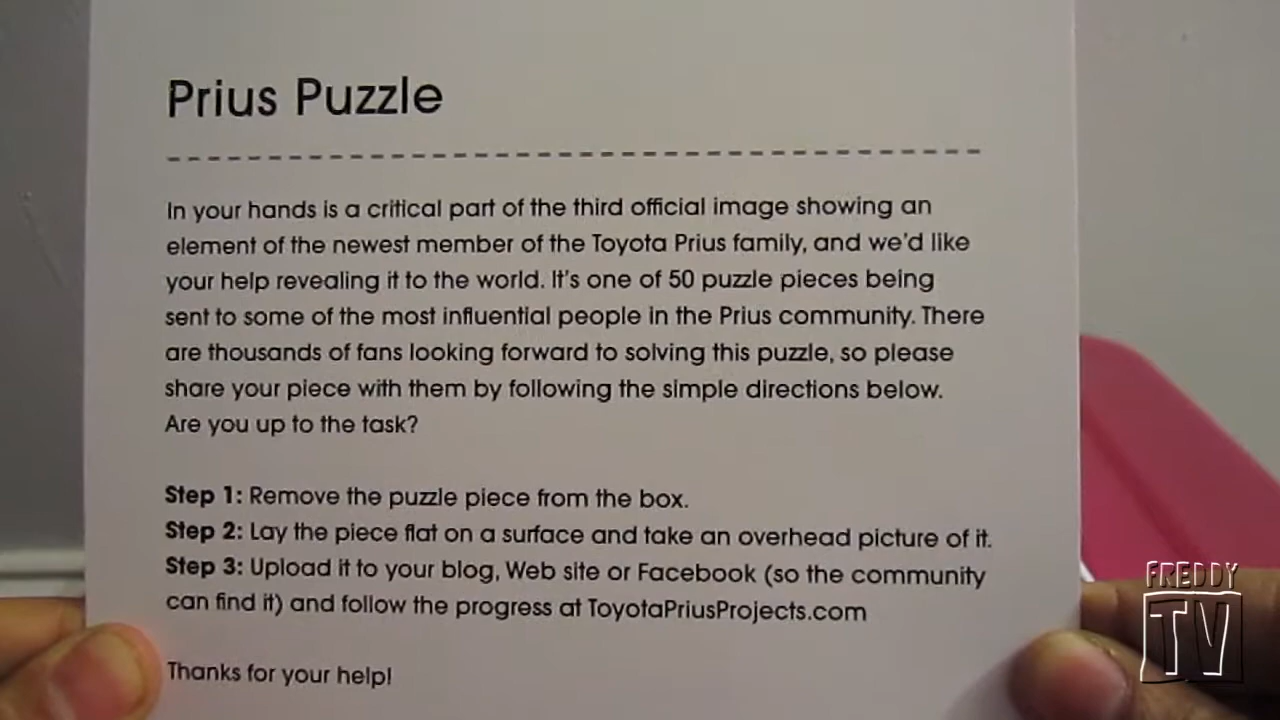 Prius Puzzle
In your hands is a critical part of the third official image showing an
element of the newest member of the Toyota Prius family, and we'd like
your help revealing it to the world. It's one of 50 puzzle pieces being
sent to some of the most influential people in the Prius community. There
are thousands of fans looking forward to solving this puzzle, so please
share your piece with them by following the simple directions below.
Are you up to the task?
Step 1: Remove the puzzle piece from the box.
Step 2: Lay the piece flat on a surface and take an overhead picture of it.
Step 3: Upload it to your blog, Web site or Facebook (so the community
can find it) and follow the progress at ToyotaPriusProjects.com
Thanks for your help!
FREDDY
TV